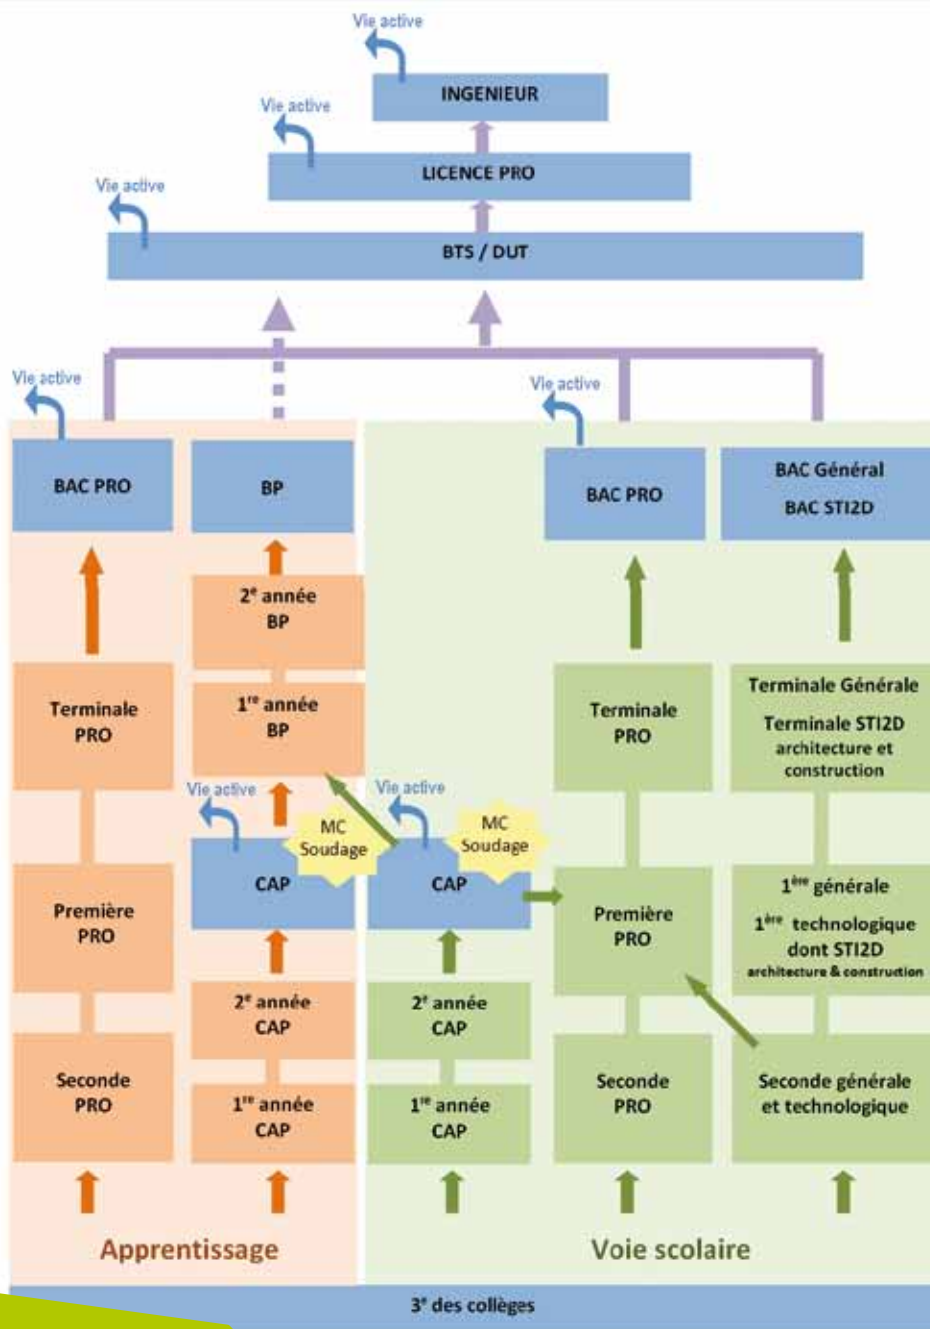 Vie active
INGENIEUR
Vie active
LICENCE PRO
Vie active
BTS / DUT
Vie active
Vie active
BAC PRO
BP
BAC PRO
BAC Général
BAC STI2D
2e année
BP
1re année
BP
Terminale
PRO
Terminale
PRO
Terminale Générale
Terminale STI2D
architecture et
construction
Vie active
Vie active
MC
Soudage
MC
Soudage
CAP
CAP
Première
PRO
Première
PRO
1ère générale
1ère technologique
dont STI2D
architecture & construction
2e année
CAP
2e année
CAP
Seconde
PRO
1re année
CAP
1re année
CAP
Seconde
PRO
Seconde générale
et technologique
Apprentissage
Voie scolaire
3e des collèges